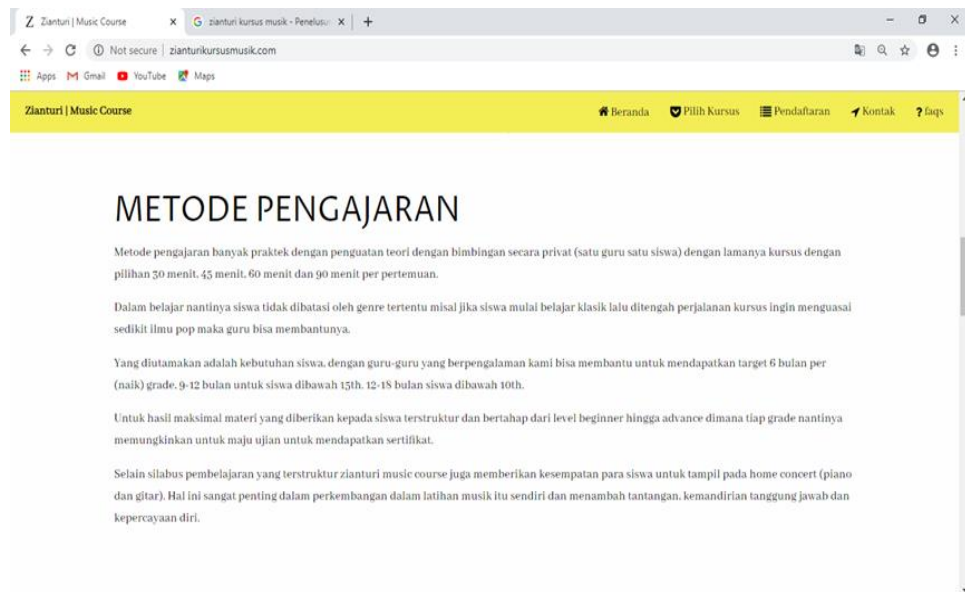 Zianturi | Music Course
zianturi kursus musik - Penelusu
Not secure | zianturikursusmusik.com
Apps Gmail YouTube Maps
Zianturi | Music Course Beranda Pilih Kursus Pendaftaran Kontak faqs
METODE PENGAJARAN
Metode pengajaran banyak praktek dengan penguatan teori dengan bimbingan secara privat (satu guru satu siswa) dengan lamanya kursus dengan
pilihan 30 menit, 45 menit, 60 menit dan 90 menit per pertemuan.
Dalam belajar nantinya siswa tidak dibatasi oleh genre tertentu misal jika siswa mulai belajar klasik lalu ditengah perjalanan kursus ingin menguasai
sedikit ilmu pop maka guru bisa membantunya.
Yang diutamakan adalah kebutuhan siswa, dengan guru-guru yang berpengalaman kami bisa membantu untuk mendapatkan target 6 bulan per
(naik) grade. 9-12 bulan untuk siswa dibawah 15th. 12-18 bulan siswa dibawah 10th.
Untuk hasil maksimal materi yang diberikan kepada siswa terstruktur dan bertahap dari level beginner hingga advance dimana tiap grade nantinya
memungkinkan untuk maju ujian untuk mendapatkan sertifikat.
Selain silabus pembelajaran yang terstruktur zianturi music course juga memberikan kesempatan para siswa untuk tampil pada home concert (piano
dan gitar). Hal ini sangat penting dalam perkembangan dalam latihan musik itu sendiri dan menambah tantangan, kemandirian tanggung jawab dan
kepercayaan diri.